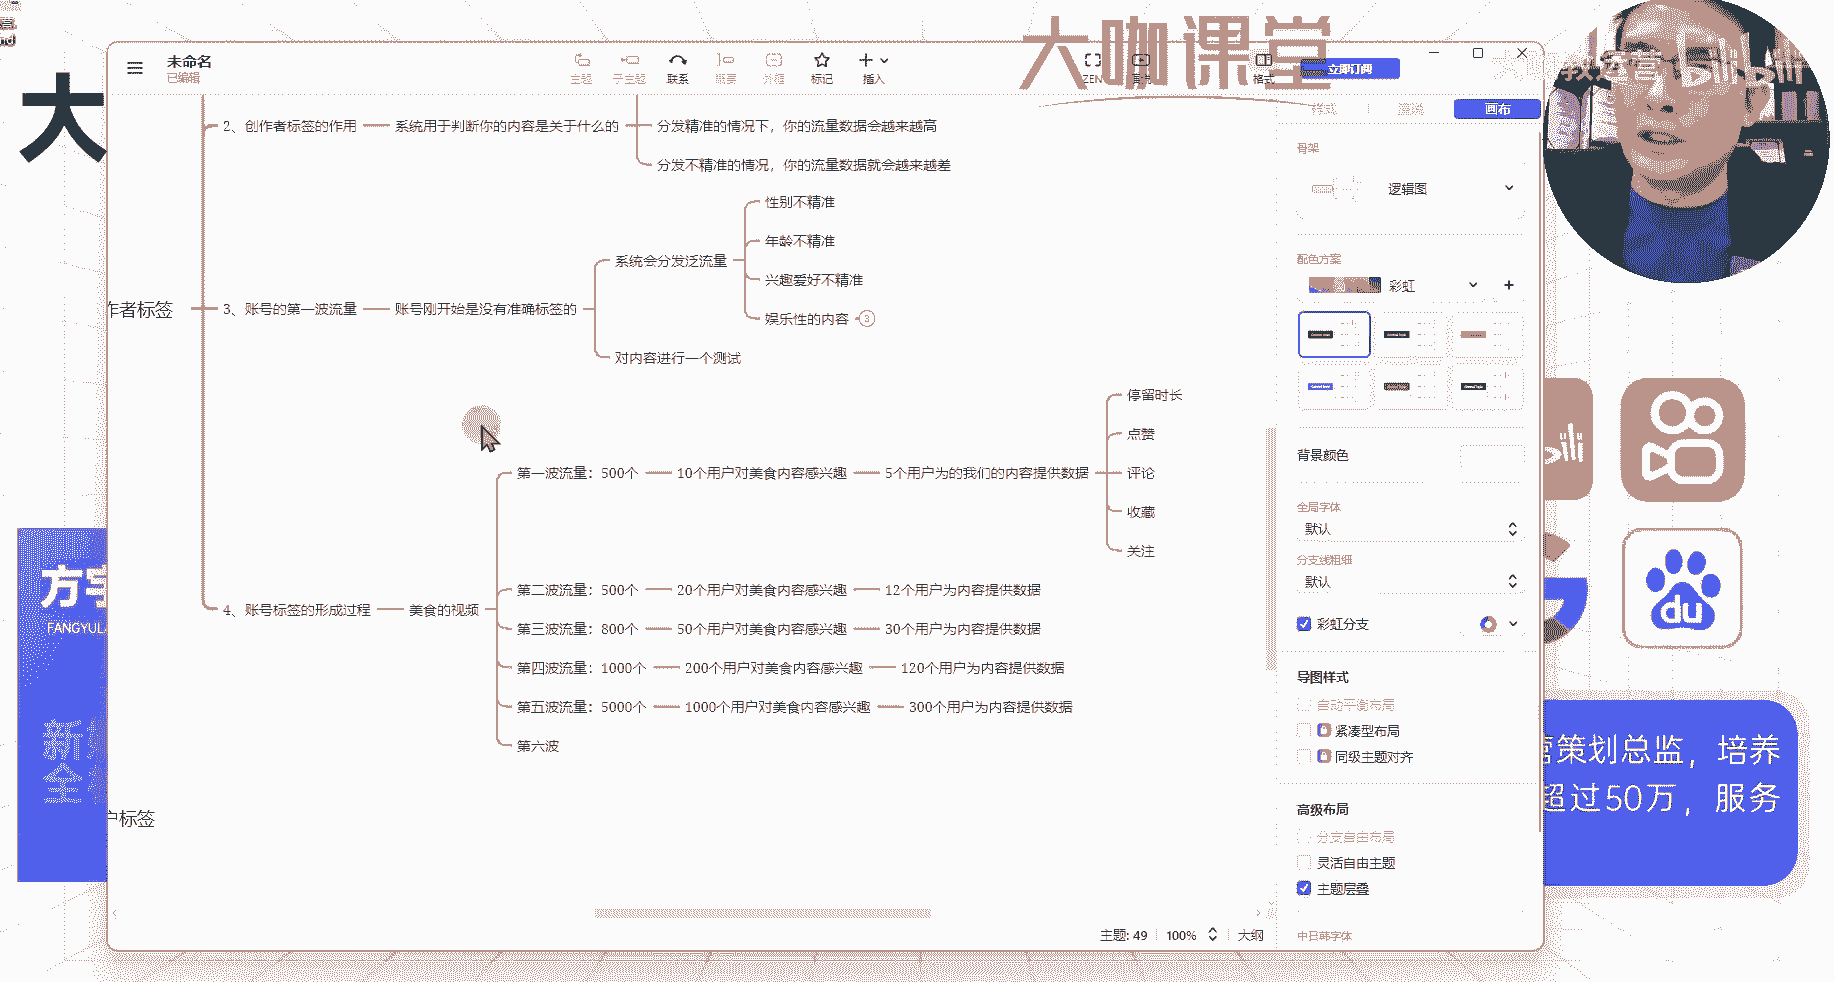 大咖课堂
大
未命名
已编辑
主题
子主题
联系
概要
外框
标记
插入
ZEN
格式
立即订阅
画布
2、创作者标签的作用
系统用于判断你的内容是关于什么的
分发精准的情况下，你的流量数据会越来越高
分发不精准的情况，你的流量数据就会越来越差
作者标签
3、账号的第一波流量
账号刚开始是没有准确标签的
系统会分发泛流量
性别不精准
年龄不精准
兴趣爱好不精准
娱乐性的内容
3
对内容进行一个测试
4、账号标签的形成过程
美食的视频
第一波流量：500个
10个用户对美食内容感兴趣
5个用户为的我们的内容提供数据
停留时长
点赞
评论
收藏
关注
第二波流量：500个
20个用户对美食内容感兴趣
12个用户为内容提供数据
第三波流量：800个
50个用户对美食内容感兴趣
30个用户为内容提供数据
第四波流量：1000个
200个用户对美食内容感兴趣
120个用户为内容提供数据
第五波流量：5000个
1000个用户对美食内容感兴趣
300个用户为内容提供数据
第六波
户标签
主题: 49
100%
大纲
骨架
逻辑图
配色方案
彩虹
背景颜色
全局字体
默认
分支线粗细
默认
彩虹分支
导图样式
自动平衡布局
紧凑型布局
同级主题对齐
高级布局
分支自由布局
灵活自由主题
主题层叠
中日韩字体
bilibili
du
FANGYUL
新
全
营策划总监，培养
超过50万，服务